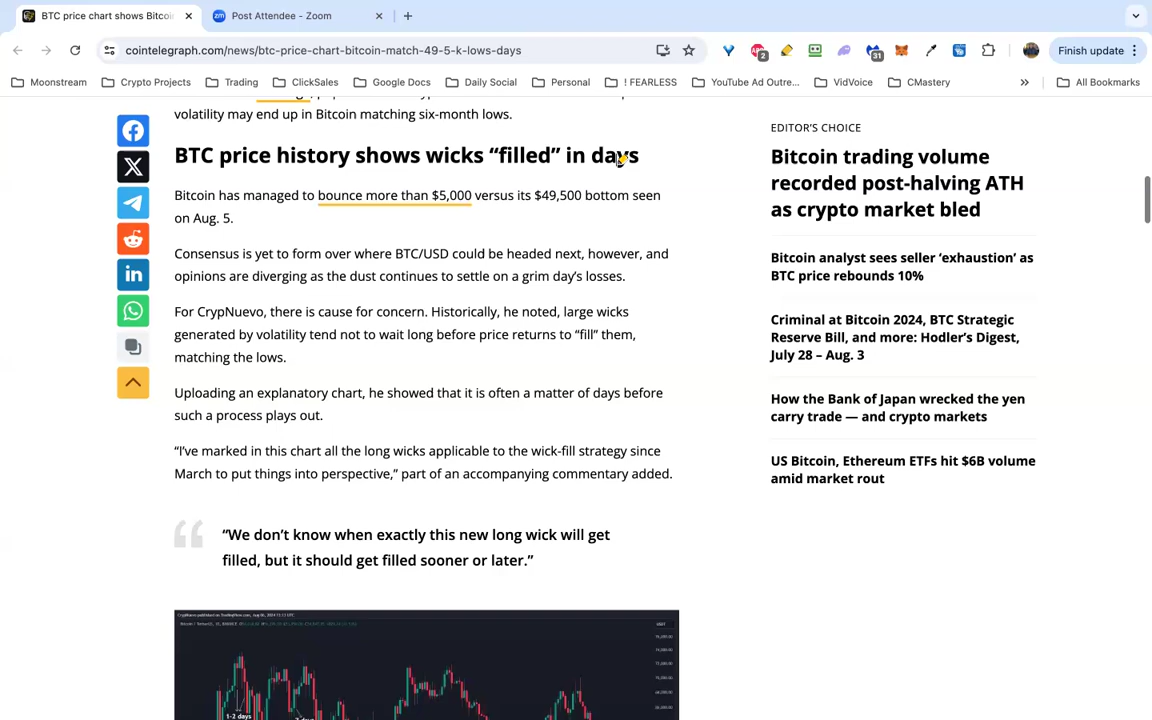 BTC price chart shows Bitcoi
Post Attendee - Zoom
cointelegraph.com/news/btc-price-chart-bitcoin-match-49-5-k-lows-days
2
31
Finish update
Moonstream
Crypto Projects
Trading
ClickSales
Google Docs
Daily Social
Personal
! FEARLESS
YouTube Ad Outre...
VidVoice
CMastery
»
All Bookmarks
volatility may end up in Bitcoin matching six-month lows.
BTC price history shows wicks “filled” in days
Bitcoin has managed to bounce more than $5,000 versus its $49,500 bottom seen
on Aug. 5.
Consensus is yet to form over where BTC/USD could be headed next, however, and
opinions are diverging as the dust continues to settle on a grim day’s losses.
For CrypNuevo, there is cause for concern. Historically, he noted, large wicks
generated by volatility tend not to wait long before price returns to “fill” them,
matching the lows.
Uploading an explanatory chart, he showed that it is often a matter of days before
such a process plays out.
“I’ve marked in this chart all the long wicks applicable to the wick-fill strategy since
March to put things into perspective,” part of an accompanying commentary added.
“We don’t know when exactly this new long wick will get
filled, but it should get filled sooner or later.”
1-2 days
EDITOR’S CHOICE
Bitcoin trading volume
recorded post-halving ATH
as crypto market bled
Bitcoin analyst sees seller ‘exhaustion’ as
BTC price rebounds 10%
Criminal at Bitcoin 2024, BTC Strategic
Reserve Bill, and more: Hodler’s Digest,
July 28 – Aug. 3
How the Bank of Japan wrecked the yen
carry trade — and crypto markets
US Bitcoin, Ethereum ETFs hit $6B volume
amid market rout